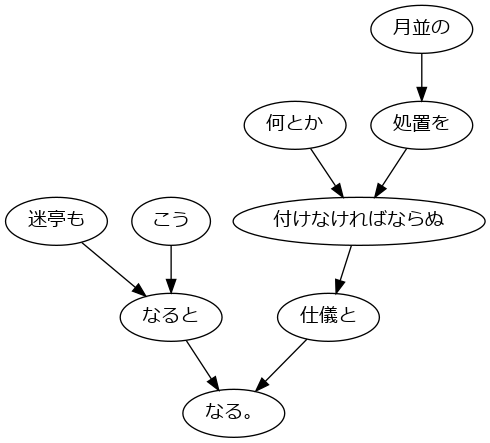 月並の
何とか
処置を
迷亭も
こう
付けなければならぬ
なると
仕儀と
なる。